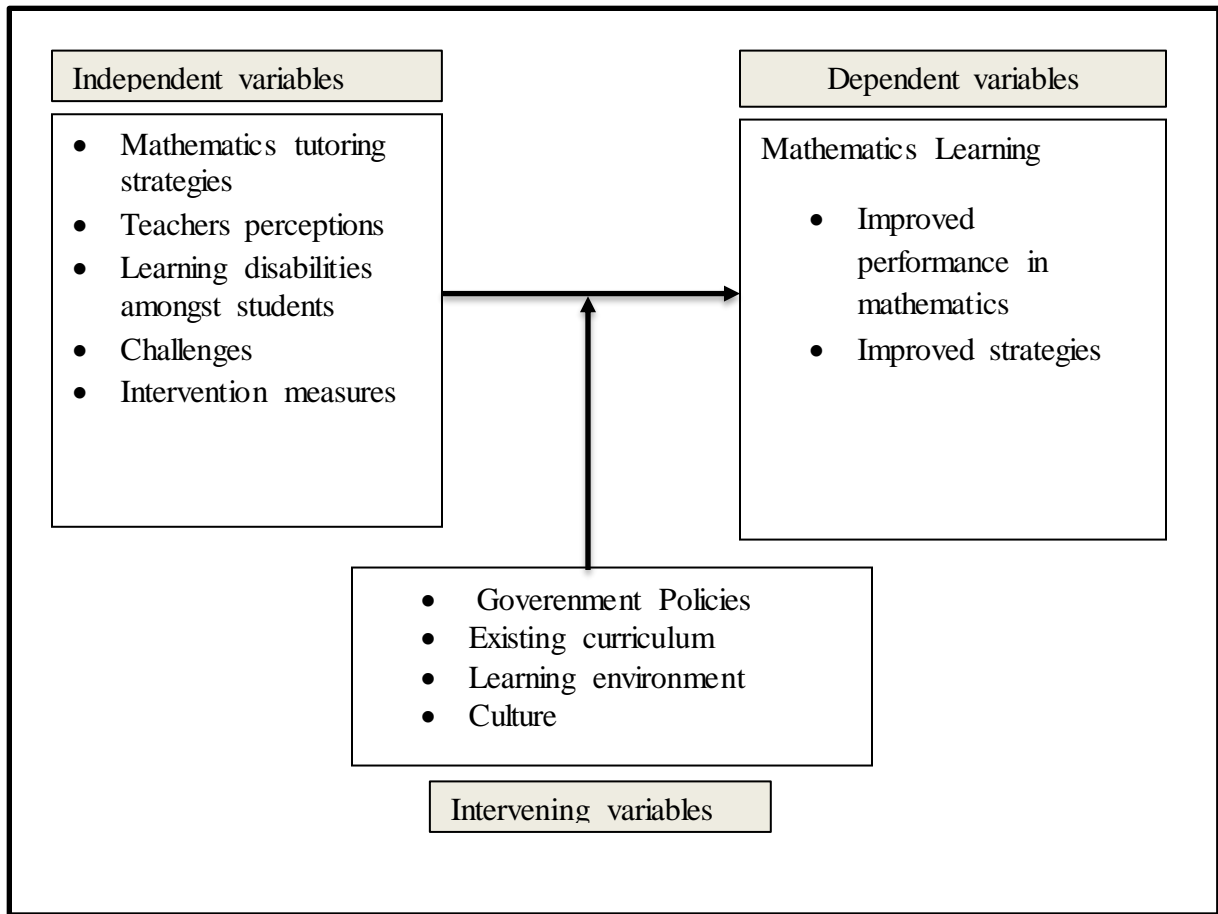 Independent variables
Dependent variables
• Mathematics tutoring
strategies
• Teachers perceptions
• Learning disabilities
amongst students
• Challenges
• Intervention measures
Mathematics Learning
• Improved
performance in
mathematics
• Improved strategies
• Goverenment Policies
• Existing curriculum
• Learning environment
• Culture
Intervening variables